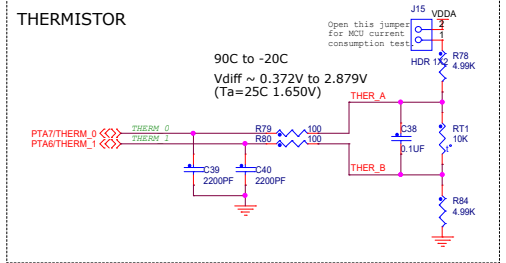 THERMISTOR
J15
VDDA
Open this jumper
for MCU current
consumption test.
2
1
HDR 1X2
R78
4.99K
90C to -20C
Vdiff ~ 0.372V to 2.879V
(Ta=25C 1.650V)
THER_A
PTA7/THERM_0
THERM_0
R79
100
PTA6/THERM_1
THERM_1
R80
100
C38
0.1UF
RT1
10K
t°
C39
2200PF
C40
2200PF
THER_B
R84
4.99K